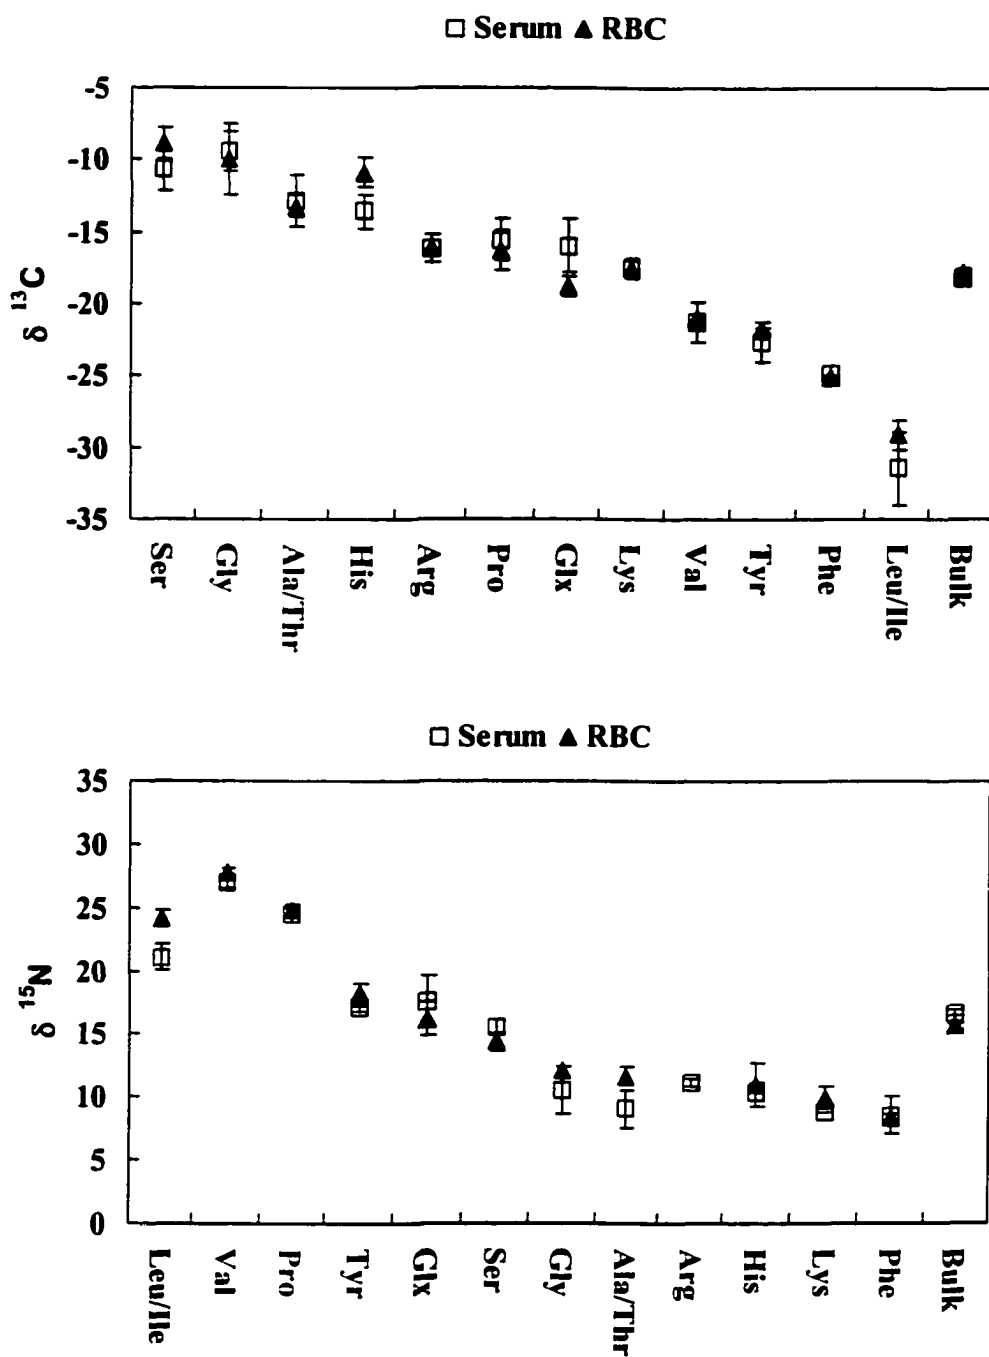 □ Serum ▲ RBC
-5
-10
-15
-20
-25
-30
-35
δ ¹³C
Ser Gly Ala/Thr His Arg Pro Glx Lys Val Tyr Phe Leu/Ile Bulk
□ Serum ▲ RBC
35
30
25
20
15
10
5
0
δ ¹⁵N
Leu/Ile Val Pro Tyr Glx Ser Gly Ala/Thr Arg His Lys Phe Bulk